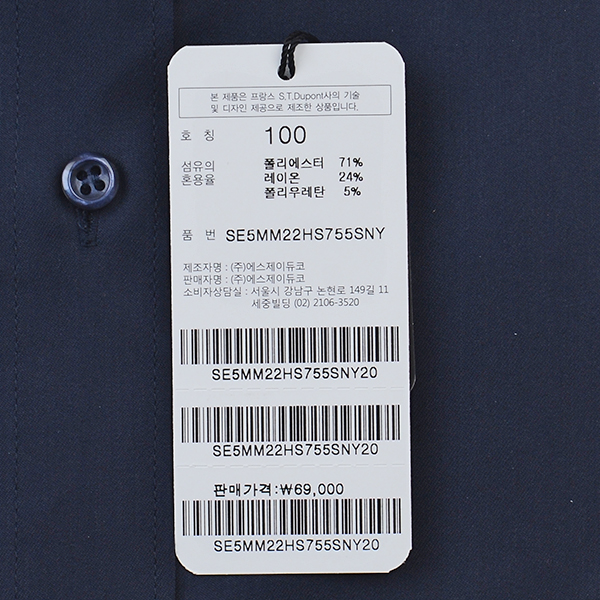 본 제품은 프랑스 S.T.Dupont사의 기술
및 디자인 제공으로 제조한 상품입니다.
호 칭 100
섬유의 폴리에스터 71%
혼용율 레이온 24%
폴리우레탄 5%
품 번 SE5MM22HS755SNY
제조자명 : (주)에스제이듀코
판매자명 : (주)에스제이듀코
소비자상담실 : 서울시 강남구 논현로 149길 11
세중빌딩 (02) 2106-3520
SE5MM22HS755SNY20
SE5MM22HS755SNY20
판매가격:₩69,000
SE5MM22HS755SNY20